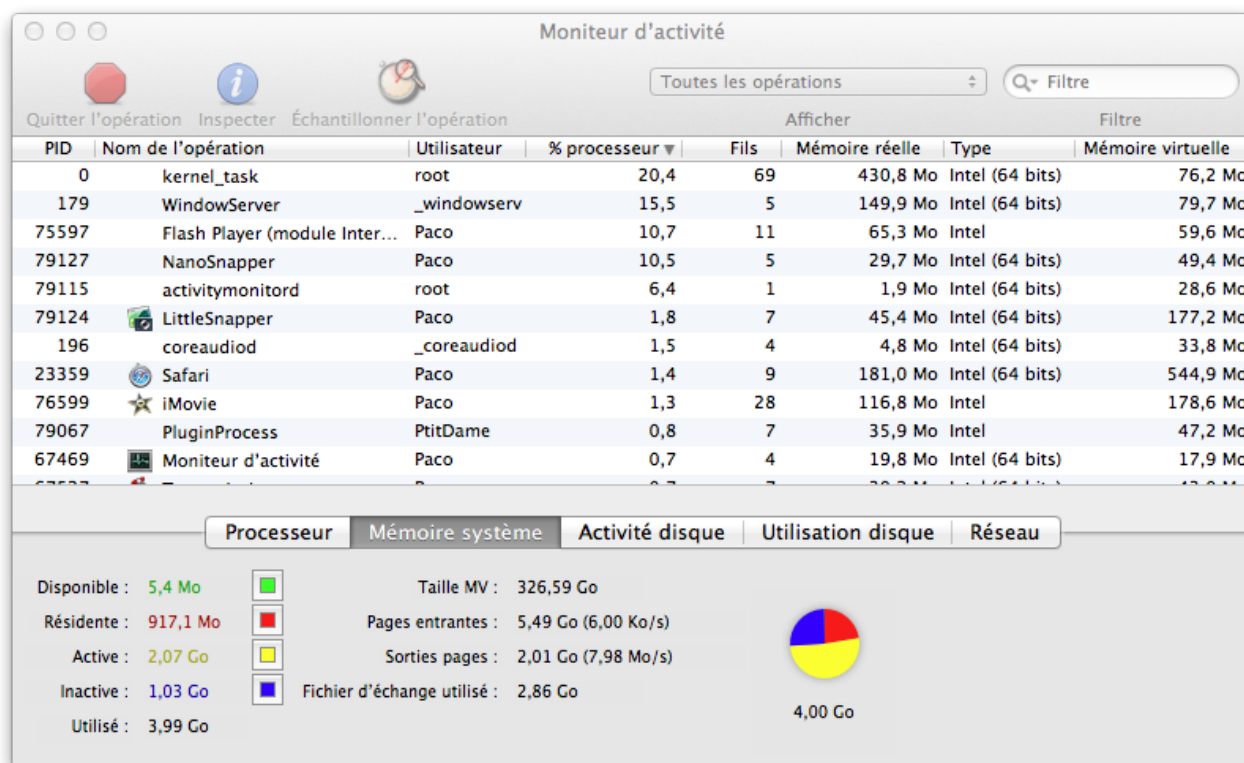 Moniteur d'activité
Toutes les opérations Filtre
Quitter l'opération Inspecter Échantillonner l'opération Afficher Filtre
PID Nom de l'opération Utilisateur % processeur Fils Mémoire réelle Type Mémoire virtuelle
0 kernel_task root 20,4 69 430,8 Mo Intel (64 bits) 76,2 Mo
179 WindowServer _windowserv 15,5 5 149,9 Mo Intel (64 bits) 79,7 Mo
75597 Flash Player (module Inter... Paco 10,7 11 65,3 Mo Intel 59,6 Mo
79127 NanoSnapper Paco 10,5 5 29,7 Mo Intel (64 bits) 49,4 Mo
79115 activitymonitord root 6,4 1 1,9 Mo Intel (64 bits) 28,6 Mo
79124 LittleSnapper Paco 1,8 7 45,4 Mo Intel (64 bits) 177,2 Mo
196 coreaudiod _coreaudiod 1,5 4 4,8 Mo Intel (64 bits) 33,8 Mo
23359 Safari Paco 1,4 9 181,0 Mo Intel (64 bits) 544,9 Mo
76599 iMovie Paco 1,3 28 116,8 Mo Intel 178,6 Mo
79067 PluginProcess PtitDame 0,8 7 35,9 Mo Intel 47,2 Mo
67469 Moniteur d'activité Paco 0,7 4 19,8 Mo Intel (64 bits) 17,9 Mo
Processeur Mémoire système Activité disque Utilisation disque Réseau
Disponible : 5,4 Mo Taille MV : 326,59 Go
Résidente : 917,1 Mo Pages entrantes : 5,49 Go (6,00 Ko/s)
Active : 2,07 Go Sorties pages : 2,01 Go (7,98 Mo/s)
Inactive : 1,03 Go Fichier d'échange utilisé : 2,86 Go
Utilisé : 3,99 Go 4,00 Go